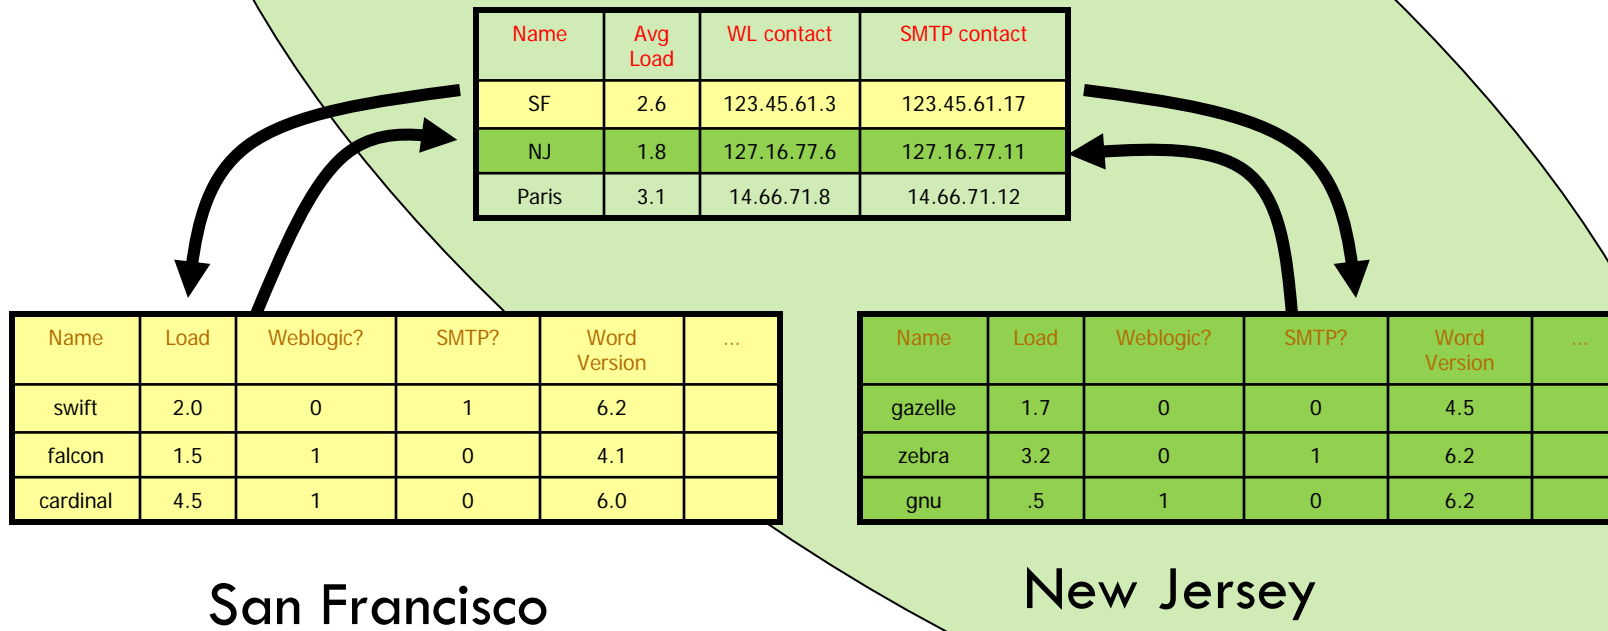 Name Avg Load WL contact SMTP contact
SF 2.6 123.45.61.3 123.45.61.17
NJ 1.8 127.16.77.6 127.16.77.11
Paris 3.1 14.66.71.8 14.66.71.12
Name Load Weblogic? SMTP? Word Version ...
swift 2.0 0 1 6.2
falcon 1.5 1 0 4.1
cardinal 4.5 1 0 6.0
Name Load Weblogic? SMTP? Word Version ...
gazelle 1.7 0 0 4.5
zebra 3.2 0 1 6.2
gnu .5 1 0 6.2
San Francisco
New Jersey